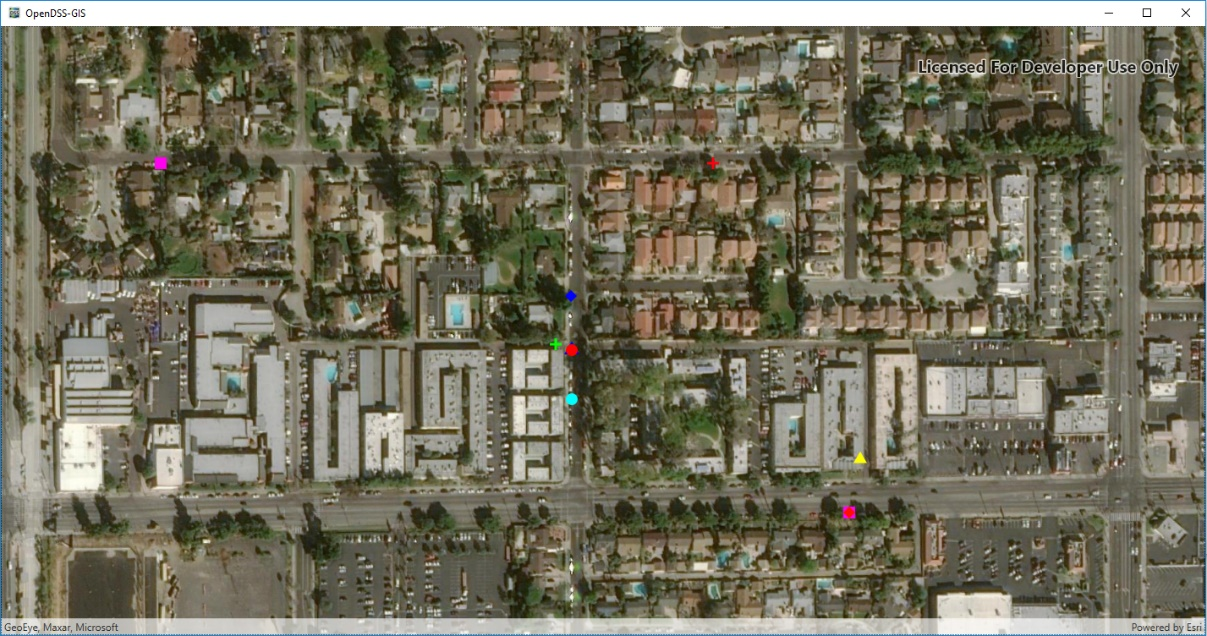 OpenDSS-GIS
Licensed For Developer Use Only
GeoEye, Maxar, Microsoft
Powered by Esri